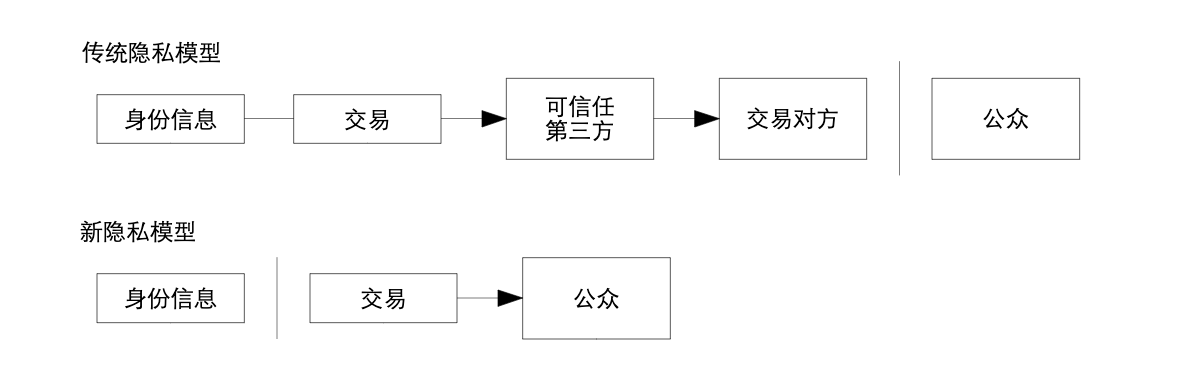 传统隐私模型
身份信息
交易
可信任
第三方
交易对方
公众
新隐私模型
身份信息
交易
公众